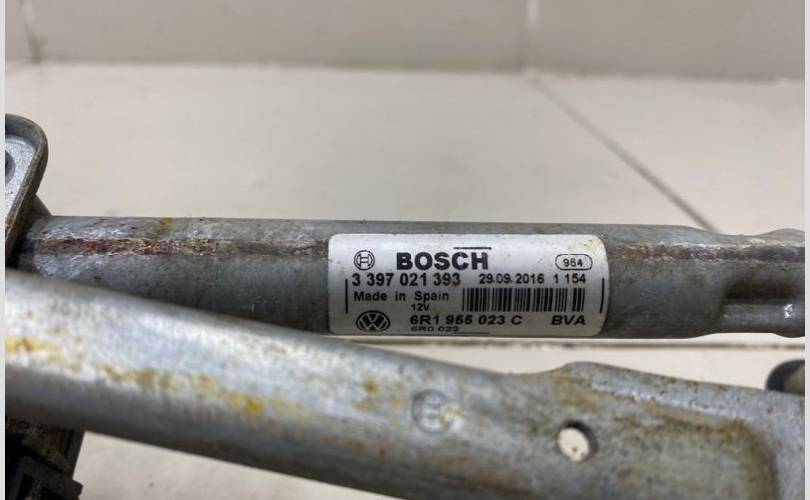 BOSCH 984
3 397 021 393 29.09.2016 1 154
Made in Spain
12V
6R1 955 023 C BVA
6R0 023